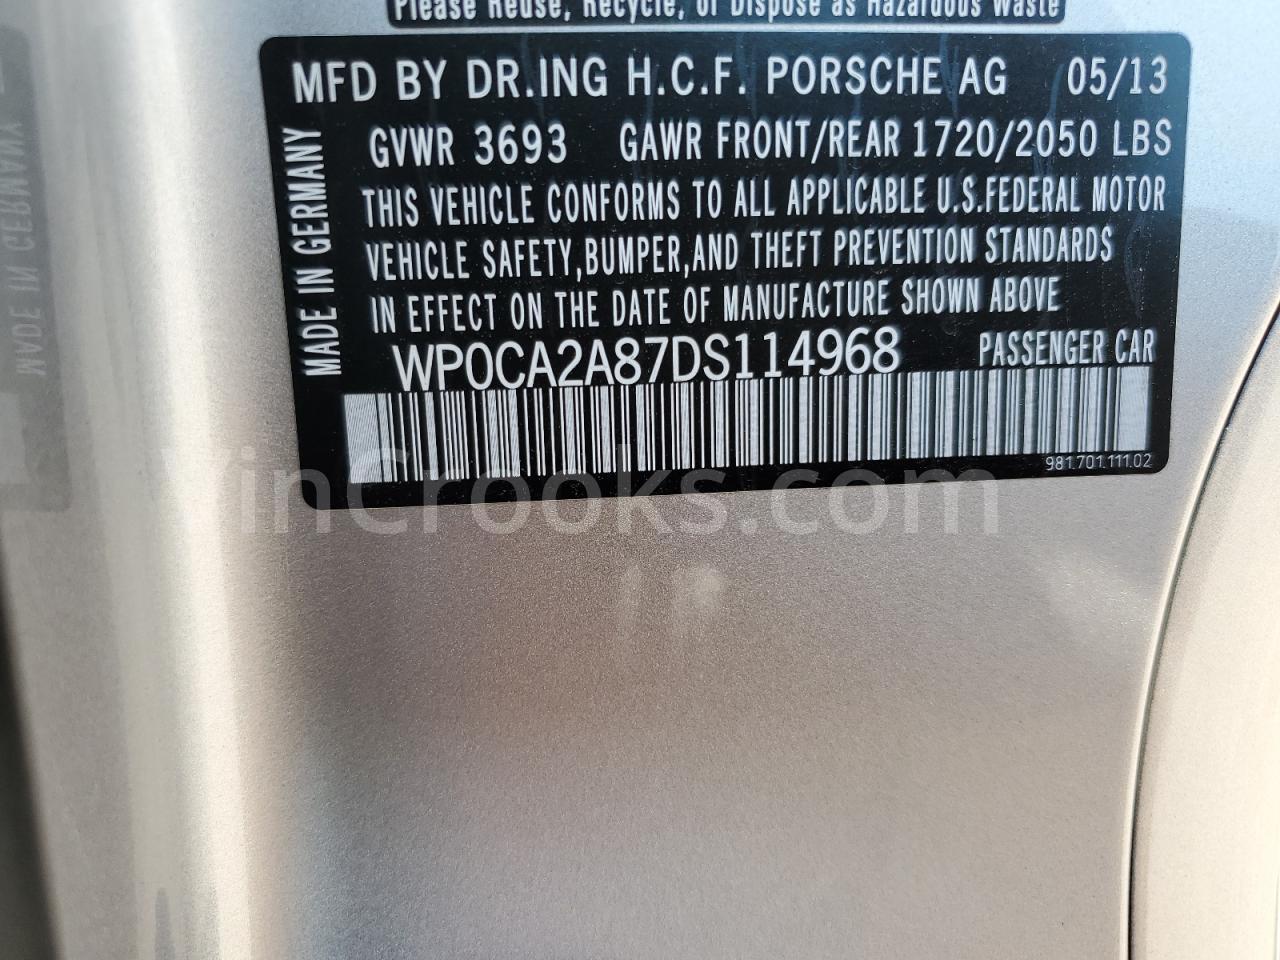 Please Reuse, Recycle, or Dispose as Hazardous Waste
MFD BY DR.ING H.C.F. PORSCHE AG 05/13
GVWR 3693 GAWR FRONT/REAR 1720/2050 LBS
THIS VEHICLE CONFORMS TO ALL APPLICABLE U.S.FEDERAL MOTOR
VEHICLE SAFETY,BUMPER,AND THEFT PREVENTION STANDARDS
IN EFFECT ON THE DATE OF MANUFACTURE SHOWN ABOVE
WP0CA2A87DS114968 PASSENGER CAR
MADE IN GERMANY
981.701.111.02
VinCrooks.com
MADE IN GERMANY